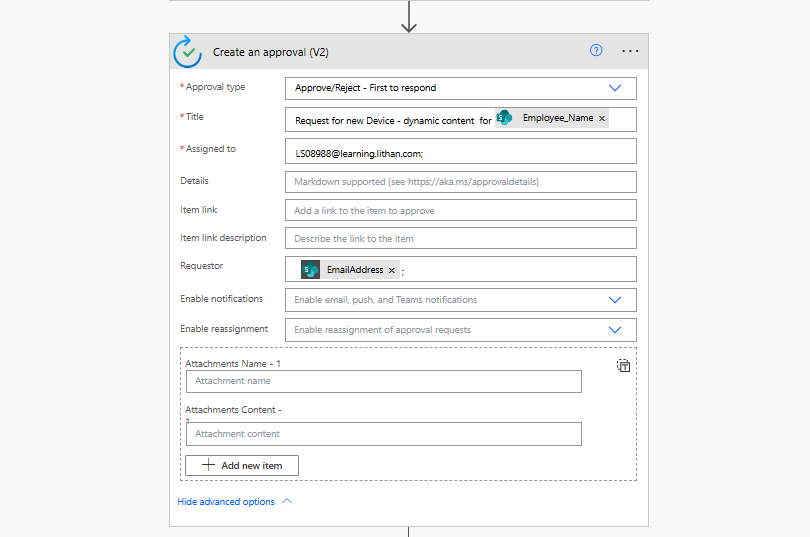 Create an approval (V2)
* Approval type
Approve/Reject - First to respond
* Title
Request for new Device - dynamic content for Employee_Name ×
* Assigned to
LS08988@learning.lithan.com;
Details
Markdown supported (see https://aka.ms/approvaldetails)
Item link
Add a link to the item to approve
Item link description
Describe the link to the item
Requestor
EmailAddress × ;
Enable notifications
Enable email, push, and Teams notifications
Enable reassignment
Enable reassignment of approval requests
Attachments Name - 1
Attachment name
Attachments Content -
1
Attachment content
Add new item
Hide advanced options